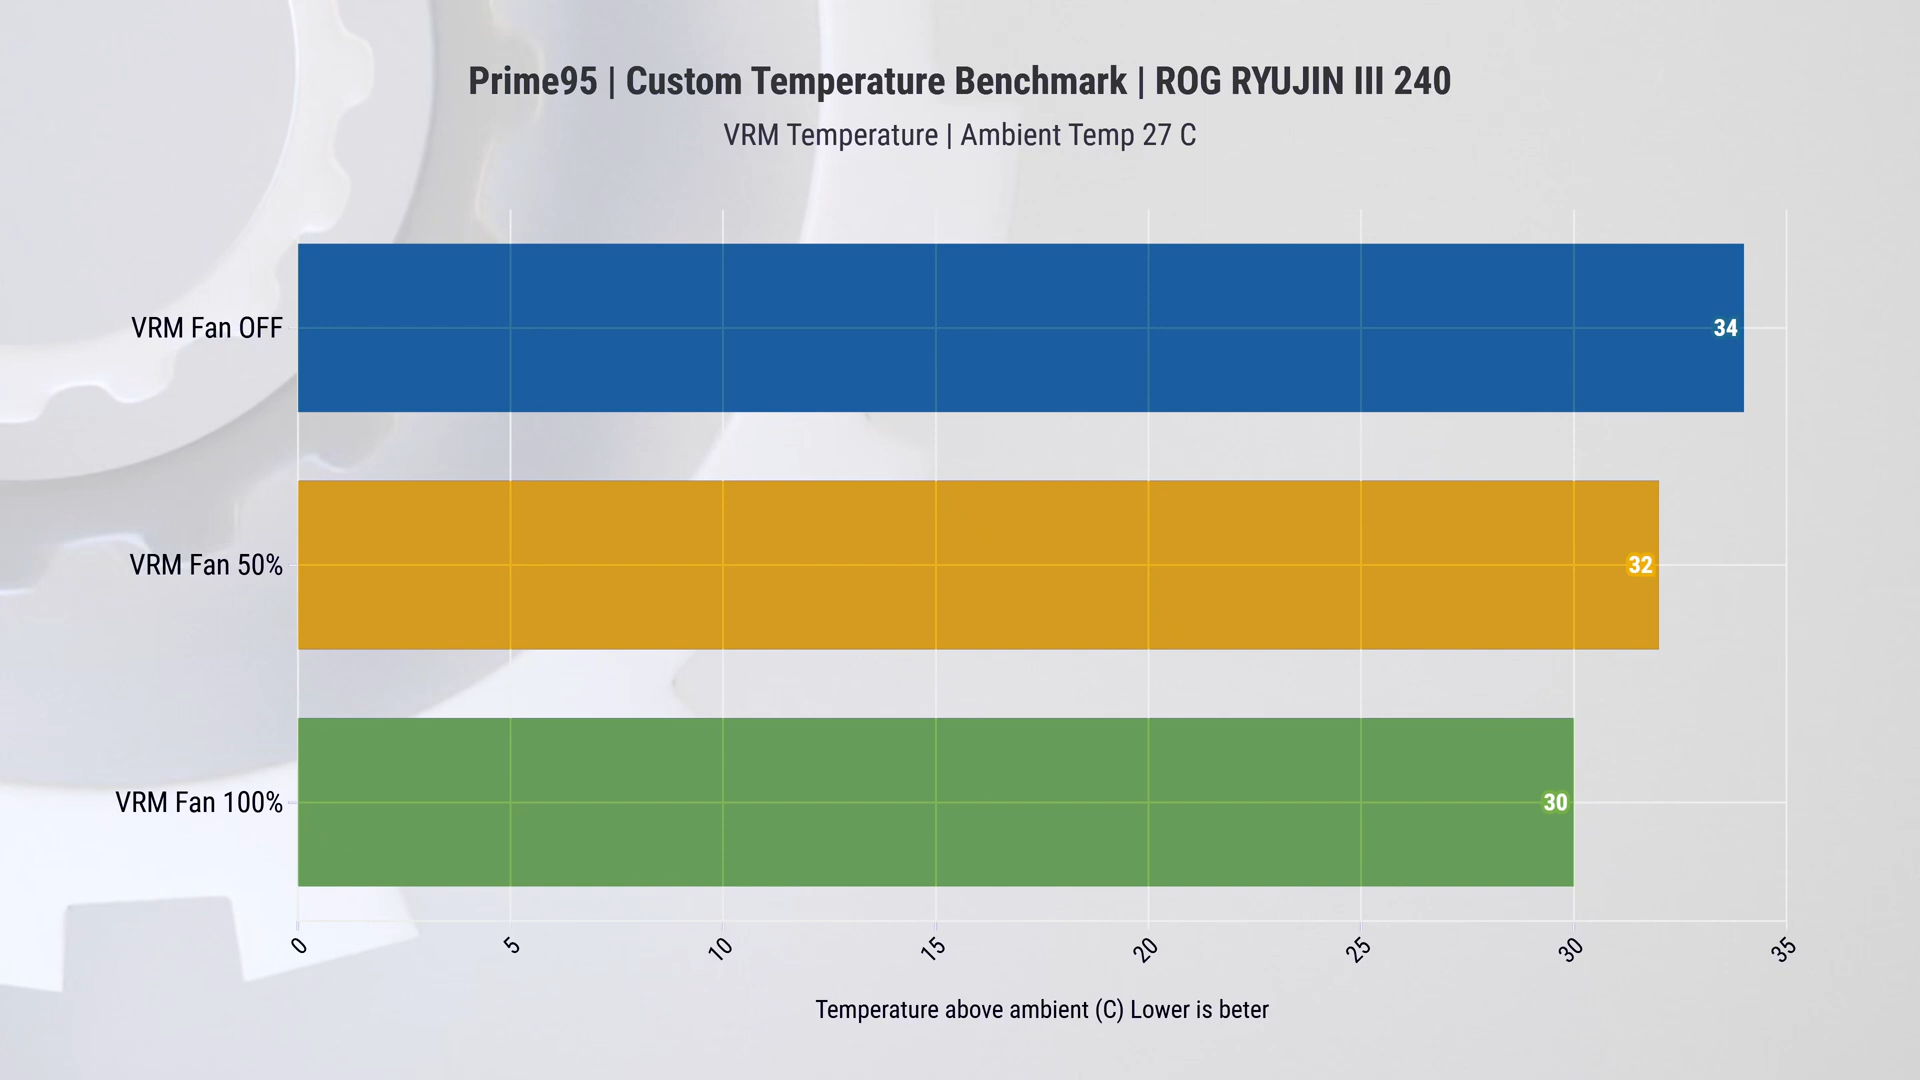 Prime95 | Custom Temperature Benchmark | ROG RYUJIN III 240
VRM Temperature | Ambient Temp 27 C
VRM Fan OFF
34
VRM Fan 50%
32
VRM Fan 100%
30
0 5 10 15 20 25 30 35
Temperature above ambient (C) Lower is beter